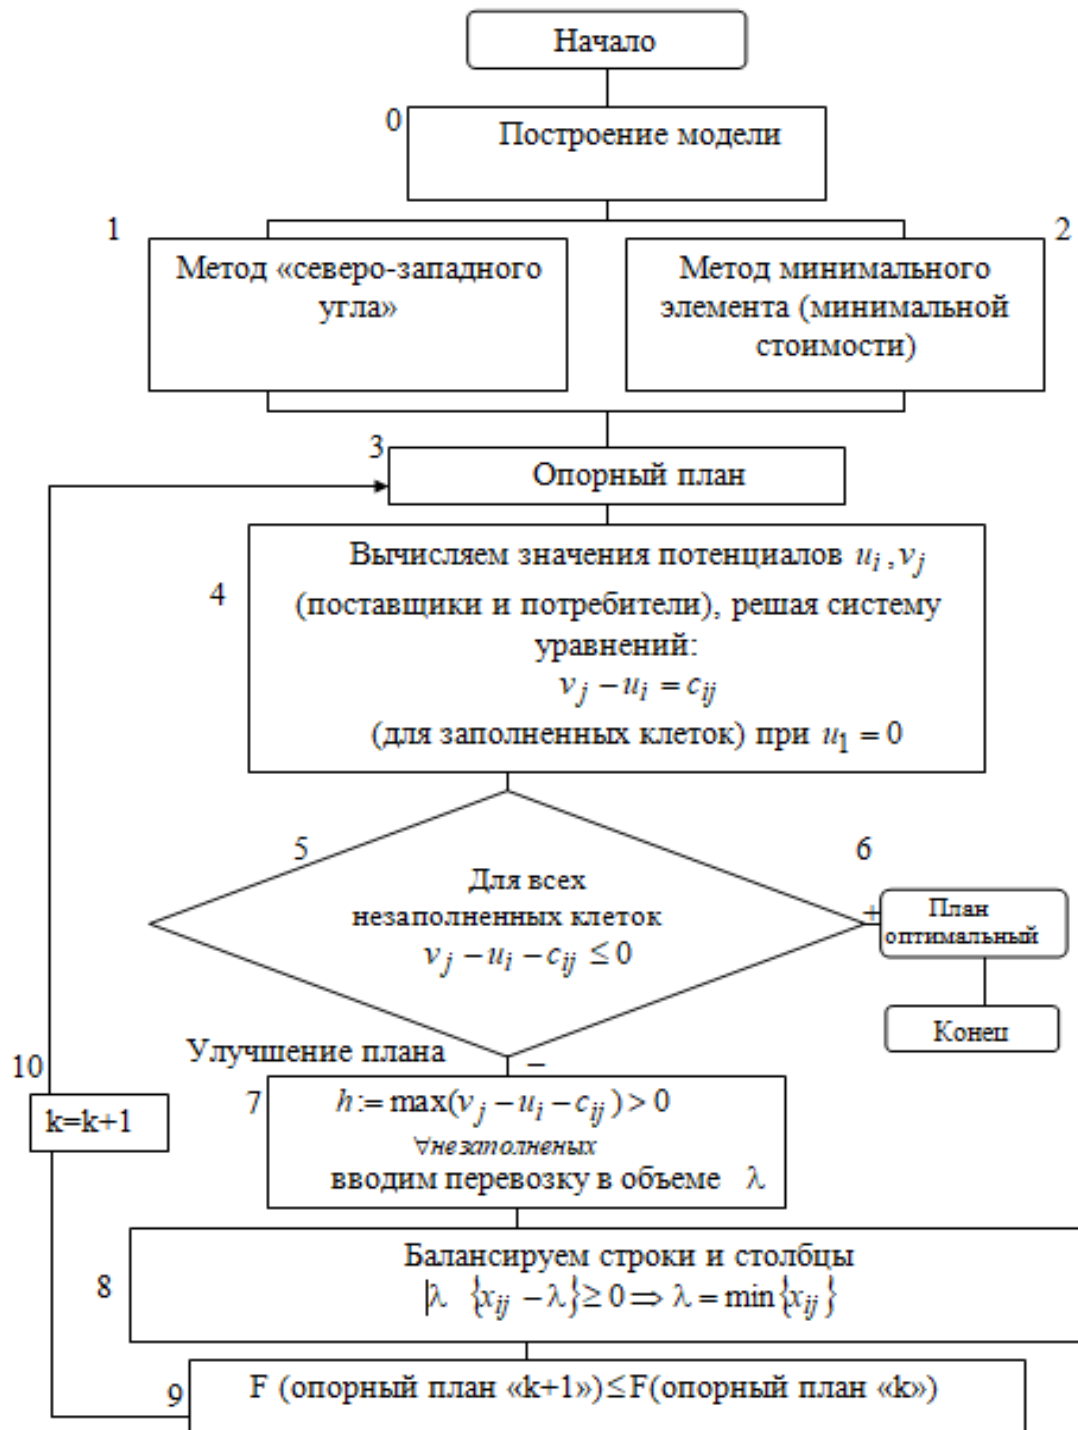 Начало
0
Построение модели
1
2
Метод «северо-западного
угла»
Метод минимального
элемента (минимальной
стоимости)
3
Опорный план
4
Вычисляем значения потенциалов u_i, v_j
(поставщики и потребители), решая систему
уравнений:
v_j − u_i = c_ij
(для заполненных клеток) при u_1 = 0
5
6
Для всех
незаполненных клеток
v_j − u_i − c_ij ≤ 0
+
План
оптимальный
Конец
Улучшение плана
−
10
k=k+1
7
h := max(v_j − u_i − c_ij) > 0
∀незаполненых
вводим перевозку в объеме λ
8
Балансируем строки и столбцы
|λ {x_ij − λ} ≥ 0 ⇒ λ = min{x_ij}
9
F (опорный план «k+1»)≤F(опорный план «k»)